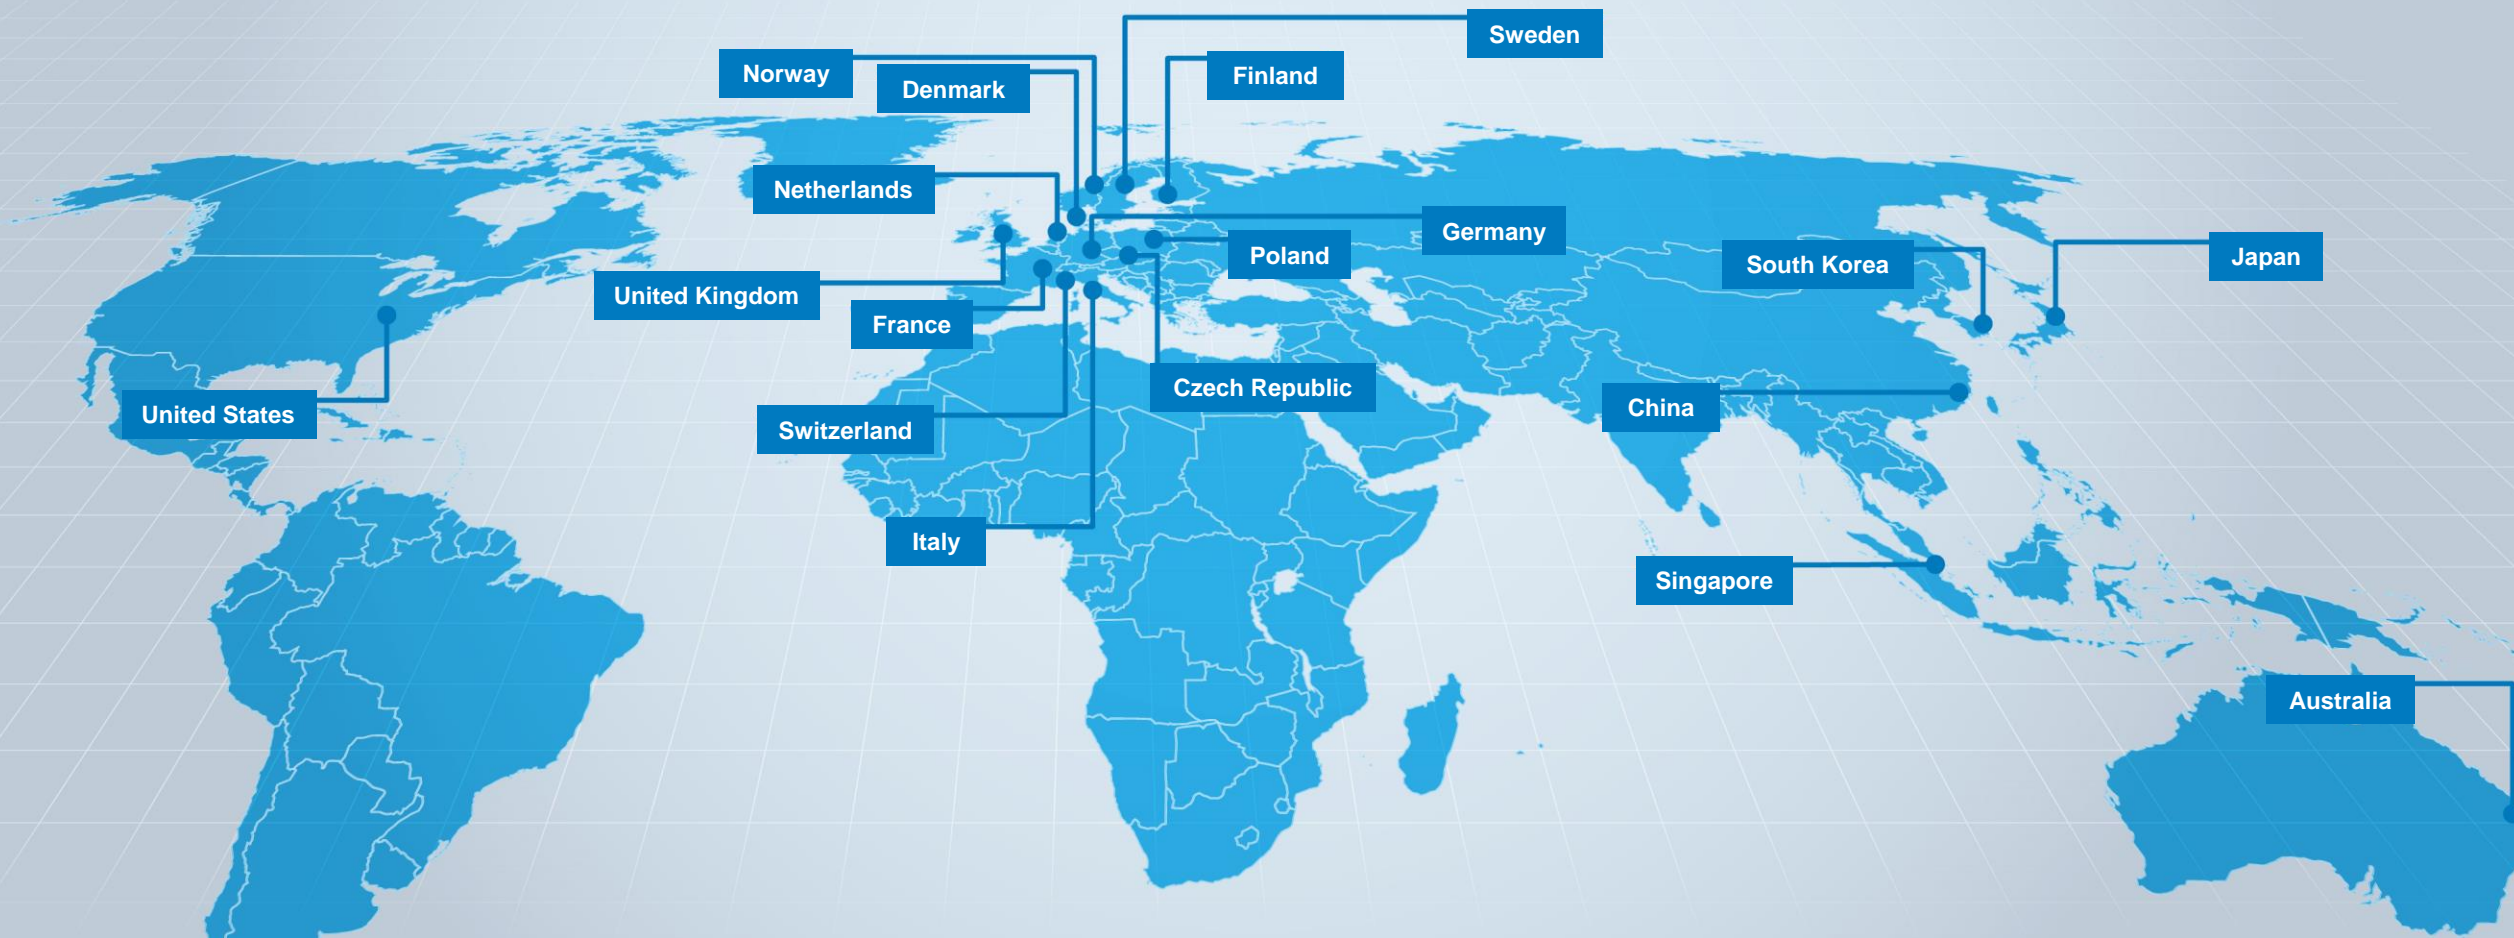 Sweden
Norway
Finland
Denmark
Netherlands
Germany
Poland
South Korea
Japan
United Kingdom
France
Czech Republic
China
United States
Switzerland
Italy
Singapore
Australia